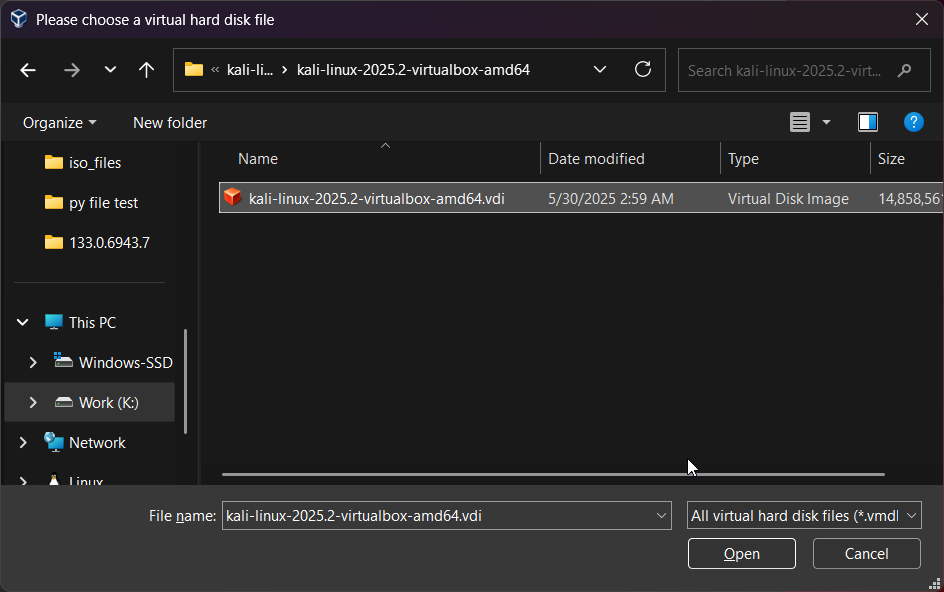 Please choose a virtual hard disk file
« kali-li... › kali-linux-2025.2-virtualbox-amd64
Search kali-linux-2025.2-virt...
Organize
New folder
Name
Date modified
Type
Size
iso_files
py file test
133.0.6943.7
This PC
Windows-SSD
Work (K:)
Network
Linux
kali-linux-2025.2-virtualbox-amd64.vdi
5/30/2025 2:59 AM
Virtual Disk Image
14,858,561
File name:
kali-linux-2025.2-virtualbox-amd64.vdi
All virtual hard disk files (*.vmdl
Open
Cancel